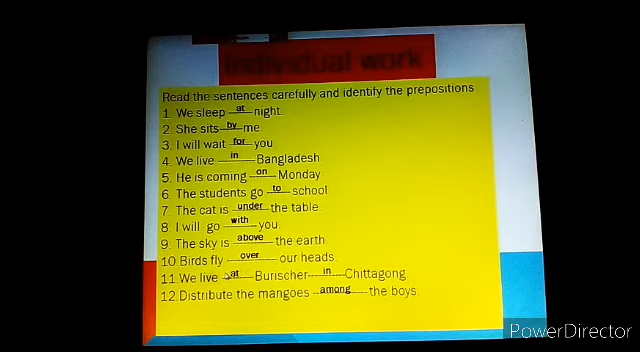 Individual work
Read the sentences carefully and identify the prepositions
1 We sleep at night.
2 She sits by me.
3 I will wait for you
4 We live in Bangladesh
5. He is coming on Monday
6. The students go to school
7 The cat is under the table.
8 I will go with you.
9. The sky is above the earth.
10.Birds fly over our heads.
11.We live at Burischer in Chittagong
12 Distribute the mangoes among the boys.
PowerDirector